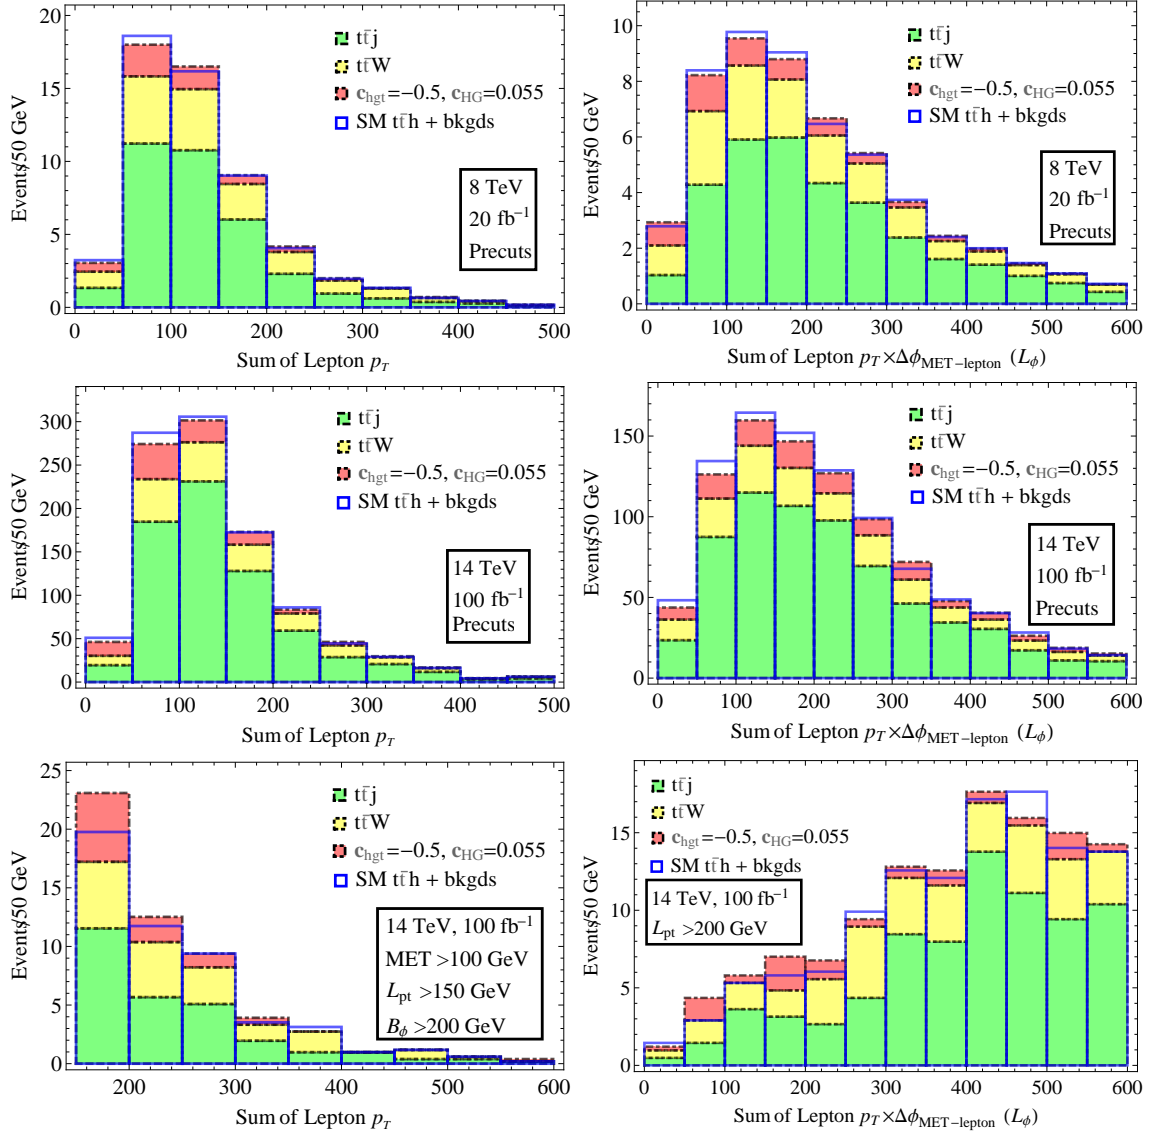 20
15
10
5
0
Events/50 GeV
tt̄j
tt̄W
c_hgt=−0.5, c_HG=0.055
SM tt̄h + bkgds
8 TeV
20 fb⁻¹
Precuts
0 100 200 300 400 500
Sum of Lepton p_T
10
8
6
4
2
0
Events/50 GeV
tt̄j
tt̄W
c_hgt=−0.5, c_HG=0.055
SM tt̄h + bkgds
8 TeV
20 fb⁻¹
Precuts
0 100 200 300 400 500 600
Sum of Lepton p_T×Δϕ_MET−lepton (L_ϕ)
300
250
200
150
100
50
0
Events/50 GeV
tt̄j
tt̄W
c_hgt=−0.5, c_HG=0.055
SM tt̄h + bkgds
14 TeV
100 fb⁻¹
Precuts
0 100 200 300 400 500
Sum of Lepton p_T
150
100
50
0
Events/50 GeV
tt̄j
tt̄W
c_hgt=−0.5, c_HG=0.055
SM tt̄h + bkgds
14 TeV
100 fb⁻¹
Precuts
0 100 200 300 400 500 600
Sum of Lepton p_T×Δϕ_MET−lepton (L_ϕ)
25
20
15
10
5
0
Events/50 GeV
tt̄j
tt̄W
c_hgt=−0.5, c_HG=0.055
SM tt̄h + bkgds
14 TeV, 100 fb⁻¹
MET >100 GeV
L_pt >150 GeV
B_ϕ >200 GeV
200 300 400 500 600
Sum of Lepton p_T
15
10
5
0
Events/50 GeV
tt̄j
tt̄W
c_hgt=−0.5, c_HG=0.055
SM tt̄h + bkgds
14 TeV, 100 fb⁻¹
L_pt >200 GeV
0 100 200 300 400 500 600
Sum of Lepton p_T×Δϕ_MET−lepton (L_ϕ)